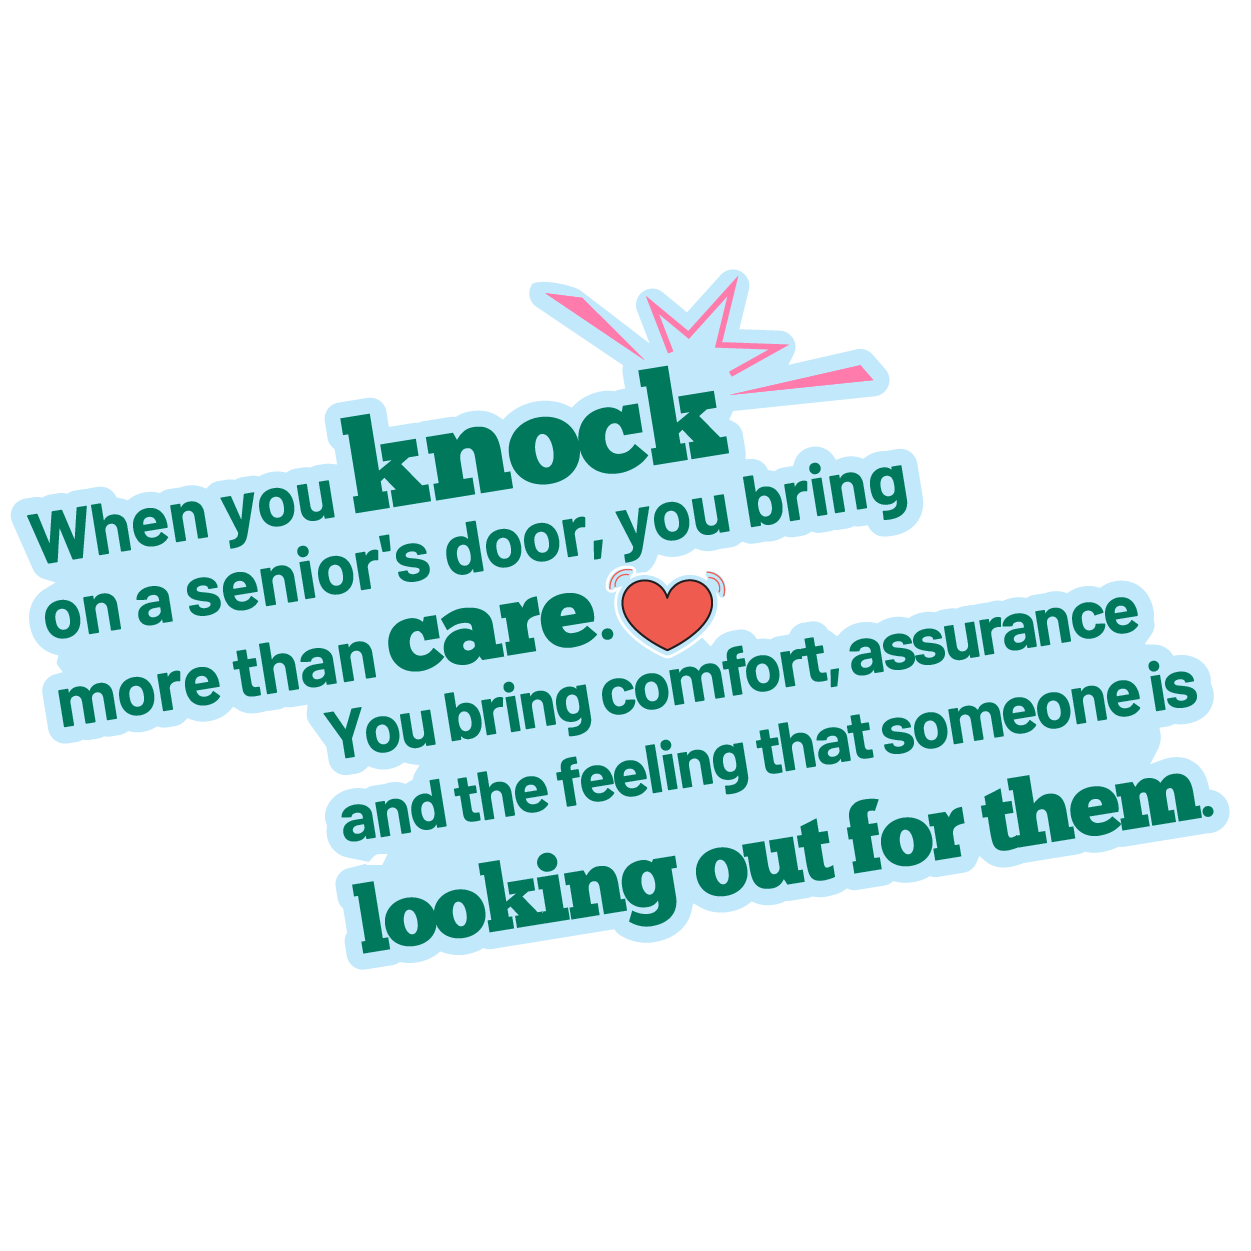 When you knock
on a senior's door, you bring
more than care.
You bring comfort, assurance
and the feeling that someone is
looking out for them.